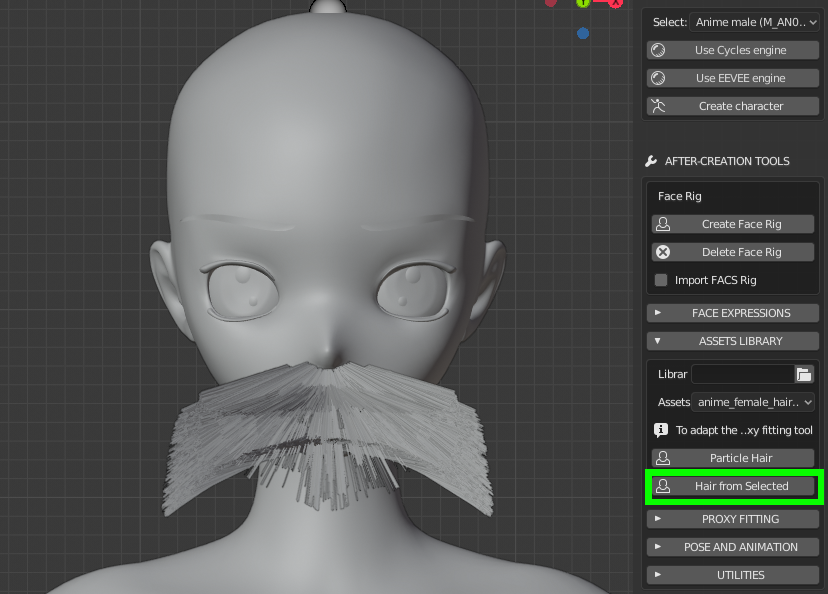 Y
X
Select:
Anime male (M_AN0..
Use Cycles engine
Use EEVEE engine
Create character
AFTER-CREATION TOOLS
Face Rig
Create Face Rig
Delete Face Rig
Import FACS Rig
FACE EXPRESSIONS
ASSETS LIBRARY
Librar
Assets
anime_female_hair..
To adapt the ..xy fitting tool
Particle Hair
Hair from Selected
PROXY FITTING
POSE AND ANIMATION
UTILITIES